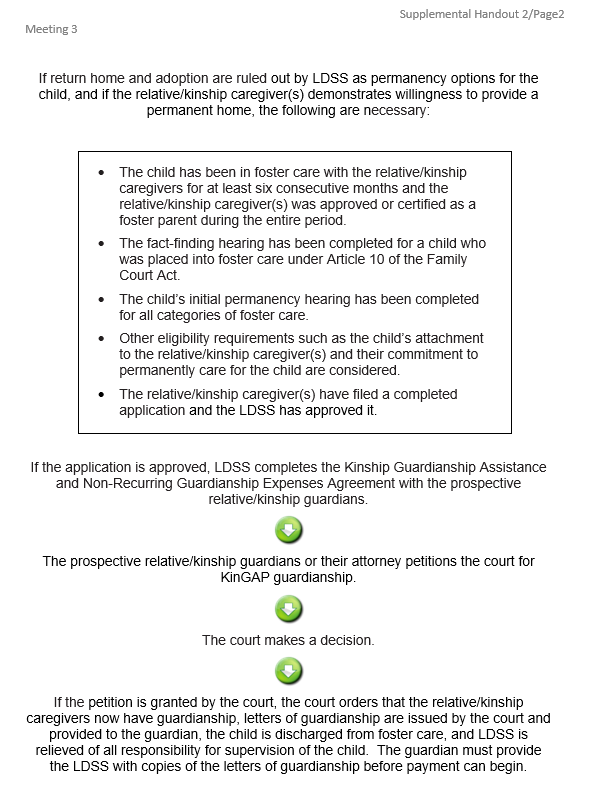 Supplemental Handout 2/Page2
Meeting 3
If return home and adoption are ruled out by LDSS as permanency options for the
child, and if the relative/kinship caregiver(s) demonstrates willingness to provide a
permanent home, the following are necessary:
• The child has been in foster care with the relative/kinship
caregivers for at least six consecutive months and the
relative/kinship caregiver(s) was approved or certified as a
foster parent during the entire period.
• The fact-finding hearing has been completed for a child who
was placed into foster care under Article 10 of the Family
Court Act.
• The child's initial permanency hearing has been completed
for all categories of foster care.
• Other eligibility requirements such as the child's attachment
to the relative/kinship caregiver(s) and their commitment to
permanently care for the child are considered.
• The relative/kinship caregiver(s) have filed a completed
application and the LDSS has approved it.
If the application is approved, LDSS completes the Kinship Guardianship Assistance
and Non-Recurring Guardianship Expenses Agreement with the prospective
relative/kinship guardians.
The prospective relative/kinship guardians or their attorney petitions the court for
KinGAP guardianship.
The court makes a decision.
If the petition is granted by the court, the court orders that the relative/kinship
caregivers now have guardianship, letters of guardianship are issued by the court and
provided to the guardian, the child is discharged from foster care, and LDSS is
relieved of all responsibility for supervision of the child.  The guardian must provide
the LDSS with copies of the letters of guardianship before payment can begin.